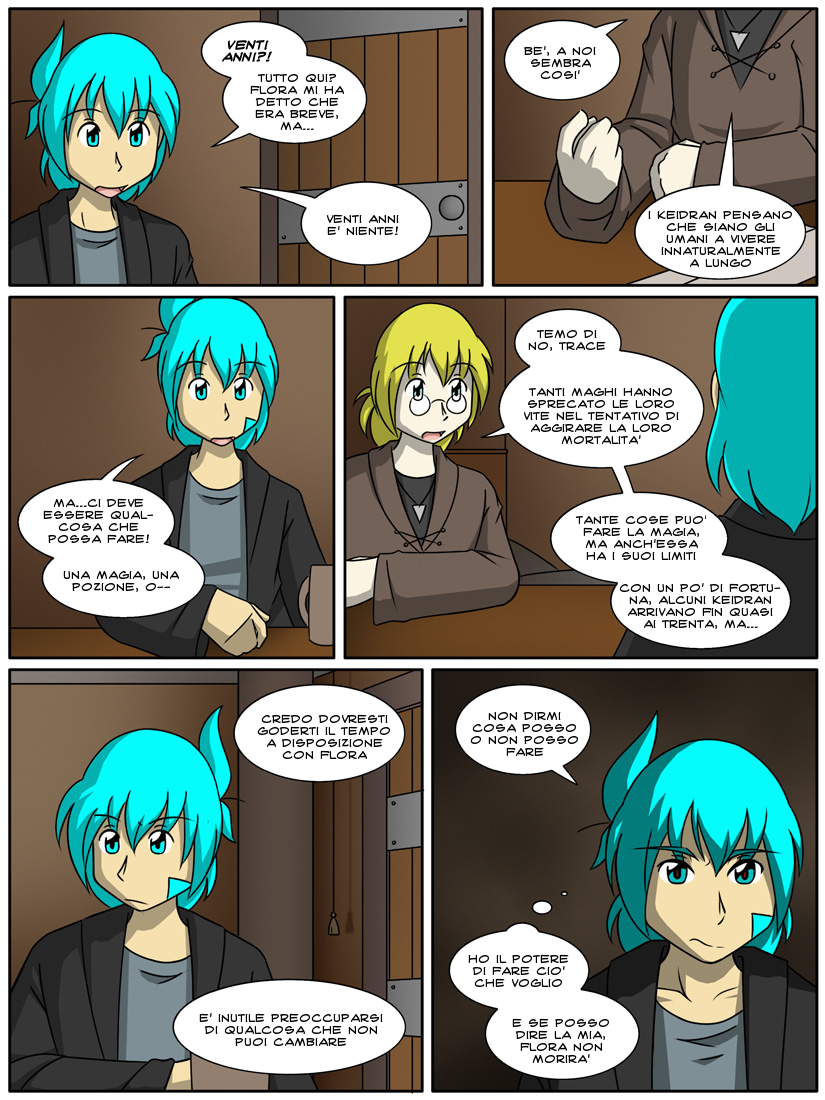 VENTI
ANNI?!
TUTTO QUI?
FLORA MI HA
DETTO CHE
ERA BREVE,
MA...
VENTI ANNI
E' NIENTE!
BE', A NOI
SEMBRA
COSI'
I KEIDRAN PENSANO
CHE SIANO GLI
UMANI A VIVERE
INNATURALMENTE
A LUNGO
MA...CI DEVE
ESSERE QUAL-
COSA CHE
POSSA FARE!
UNA MAGIA, UNA
POZIONE, O--
TEMO DI
NO, TRACE
TANTI MAGHI HANNO
SPRECATO LE LORO
VITE NEL TENTATIVO DI
AGGIRARE LA LORO
MORTALITA'
TANTE COSE PUO'
FARE LA MAGIA,
MA ANCH'ESSA
HA I SUOI LIMITI
CON UN PO' DI FORTU-
NA, ALCUNI KEIDRAN
ARRIVANO FIN QUASI
AI TRENTA, MA...
CREDO DOVRESTI
GODERTI IL TEMPO
A DISPOSIZIONE
CON FLORA
E' INUTILE PREOCCUPARSI
DI QUALCOSA CHE NON
PUOI CAMBIARE
NON DIRMI
COSA POSSO
O NON POSSO
FARE
HO IL POTERE
DI FARE CIO'
CHE VOGLIO
E SE POSSO
DIRE LA MIA,
FLORA NON
MORIRA'